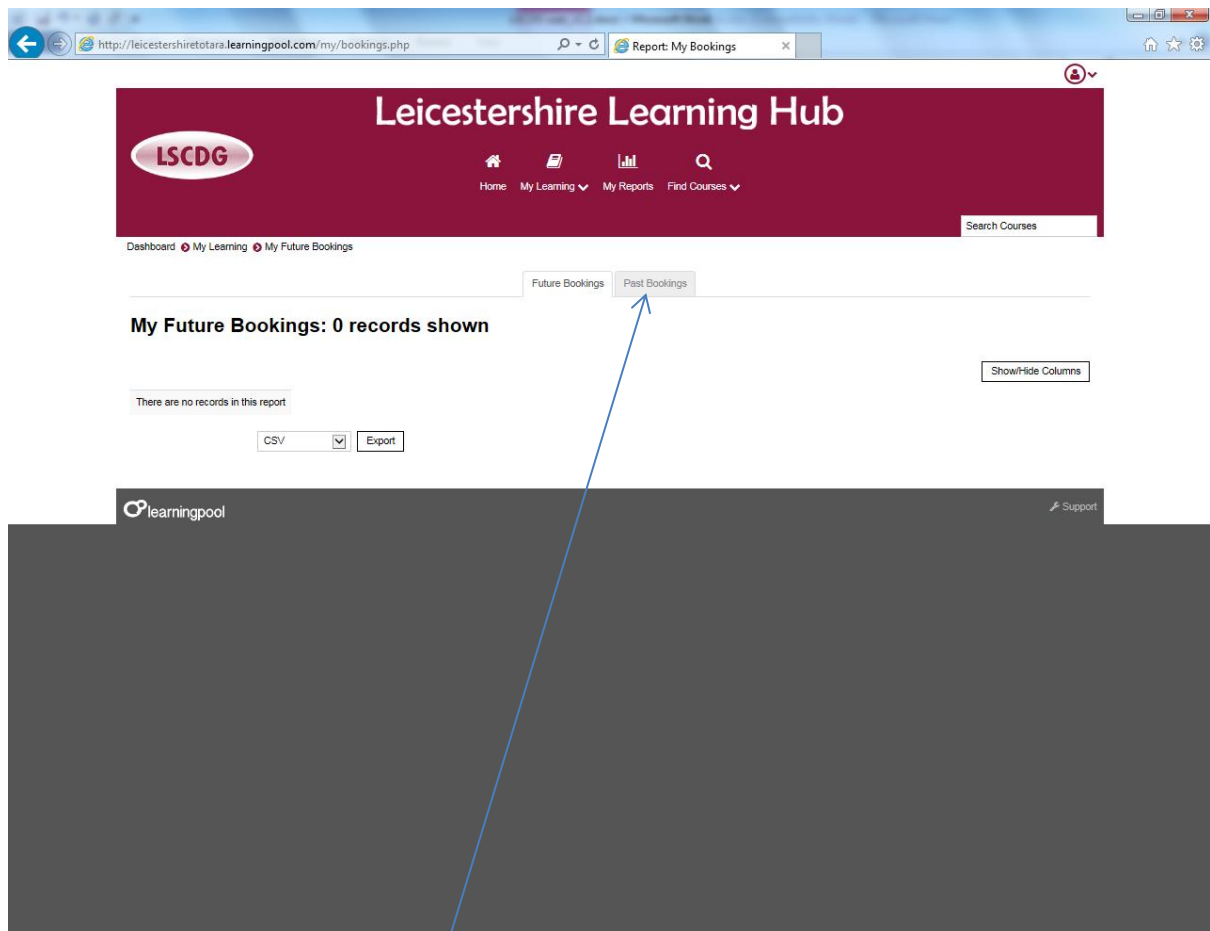 http://leicestershiretotara.learningpool.com/my/bookings.php
Report: My Bookings
Leicestershire Learning Hub
LSCDG
Home My Learning My Reports Find Courses
Search Courses
Dashboard My Learning My Future Bookings
Future Bookings Past Bookings
My Future Bookings: 0 records shown
Show/Hide Columns
There are no records in this report
CSV Export
learningpool
Support